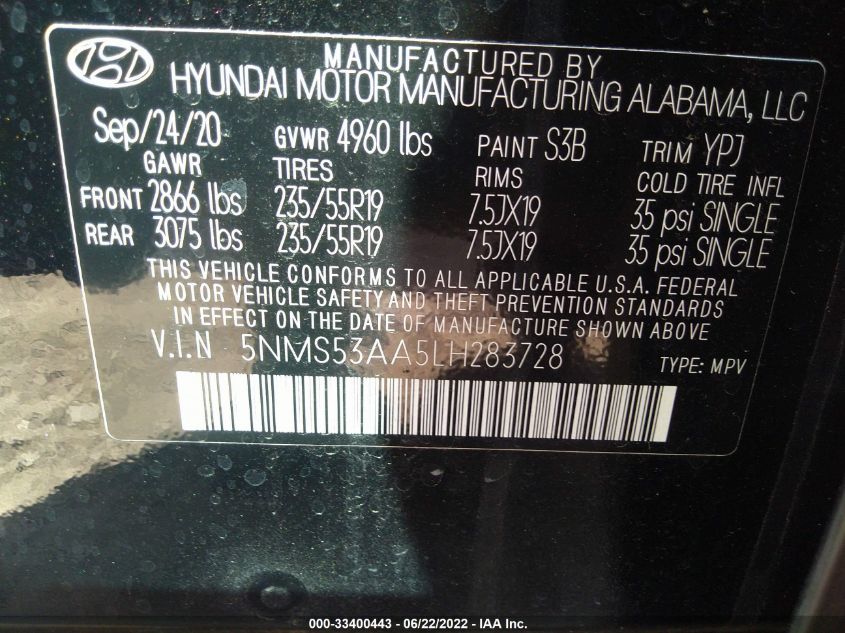 MANUFACTURED BY
HYUNDAI MOTOR MANUFACTURING ALABAMA, LLC
Sep/24/20 GVWR 4960 lbs PAINT S3B TRIM YPJ
GAWR TIRES RIMS COLD TIRE INFL
FRONT 2866 lbs 235/55R19 7.5JX19 35 psi SINGLE
REAR 3075 lbs 235/55R19 7.5JX19 35 psi SINGLE
THIS VEHICLE CONFORMS TO ALL APPLICABLE U.S.A. FEDERAL
MOTOR VEHICLE SAFETY AND THEFT PREVENTION STANDARDS
IN EFFECT ON THE DATE OF MANUFACTURE SHOWN ABOVE
V.I.N 5NMS53AA5LH283728 TYPE: MPV
000-33400443 - 06/22/2022 - IAA Inc.